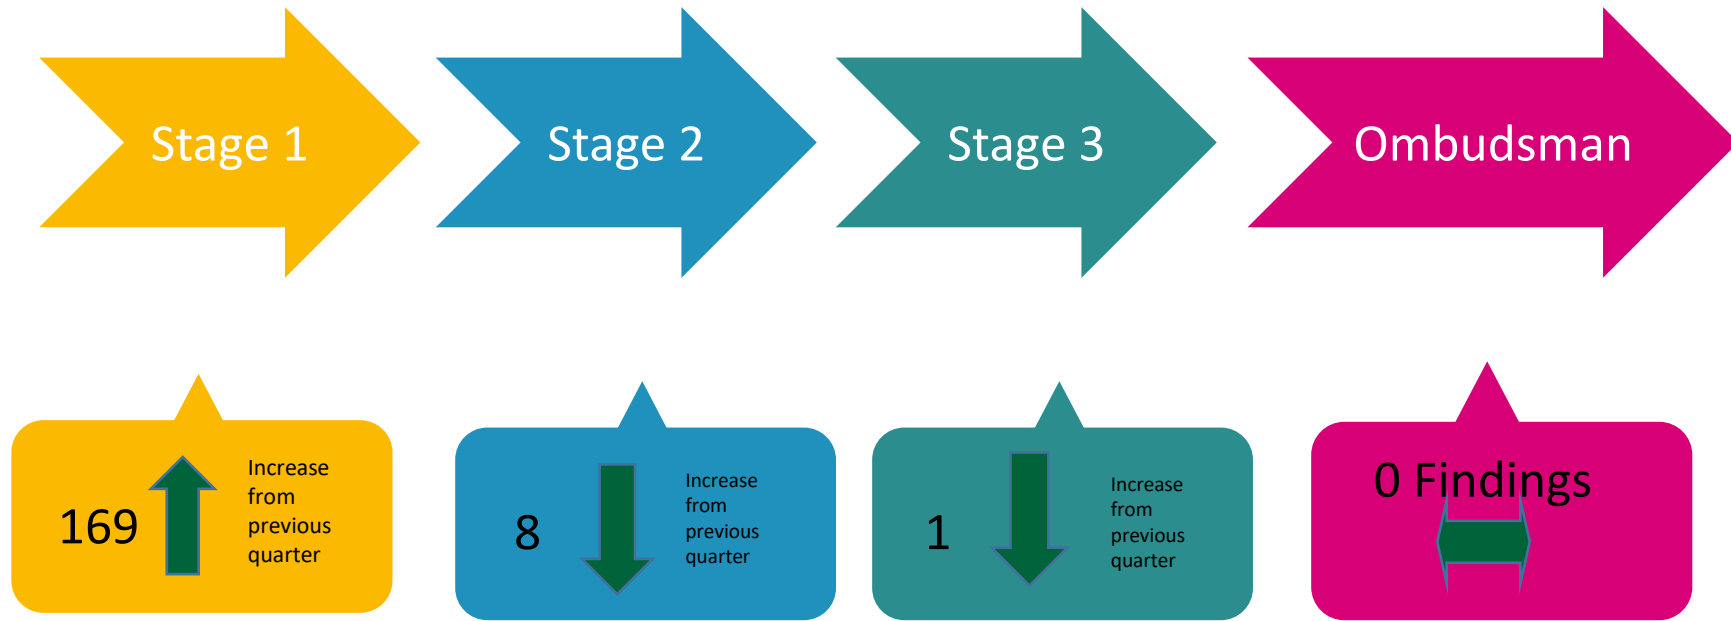 Stage 1
Stage 2
Stage 3
Ombudsman
169
Increase
from
previous
quarter
8
Increase
from
previous
quarter
1
Increase
from
previous
quarter
0 Findings